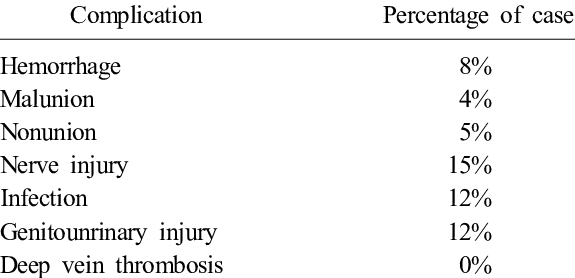 Complication Percentage of case
Hemorrhage 8%
Malunion 4%
Nonunion 5%
Nerve injury 15%
Infection 12%
Genitounrinary injury 12%
Deep vein thrombosis 0%